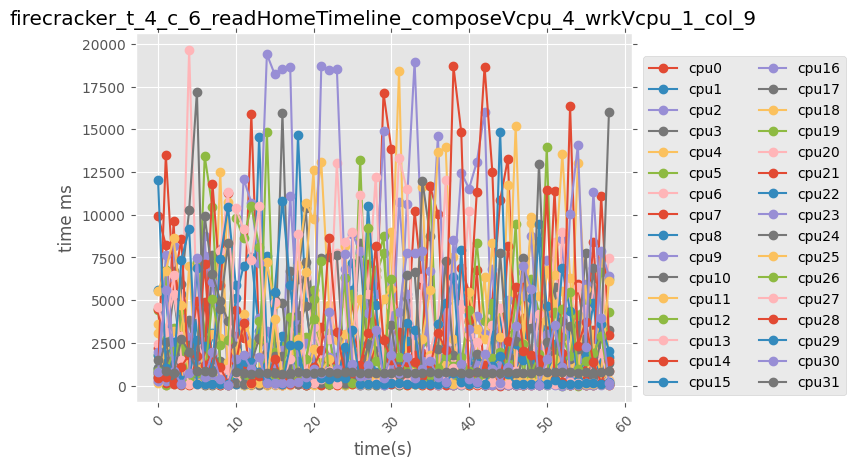 firecracker_t_4_c_6_readHomeTimeline_composeVcpu_4_wrkVcpu_1_col_9
20000
17500
15000
12500
10000
7500
5000
2500
0
time ms
0 10 20 30 40 50 60
time(s)
cpu0 cpu16
cpu1 cpu17
cpu2 cpu18
cpu3 cpu19
cpu4 cpu20
cpu5 cpu21
cpu6 cpu22
cpu7 cpu23
cpu8 cpu24
cpu9 cpu25
cpu10 cpu26
cpu11 cpu27
cpu12 cpu28
cpu13 cpu29
cpu14 cpu30
cpu15 cpu31